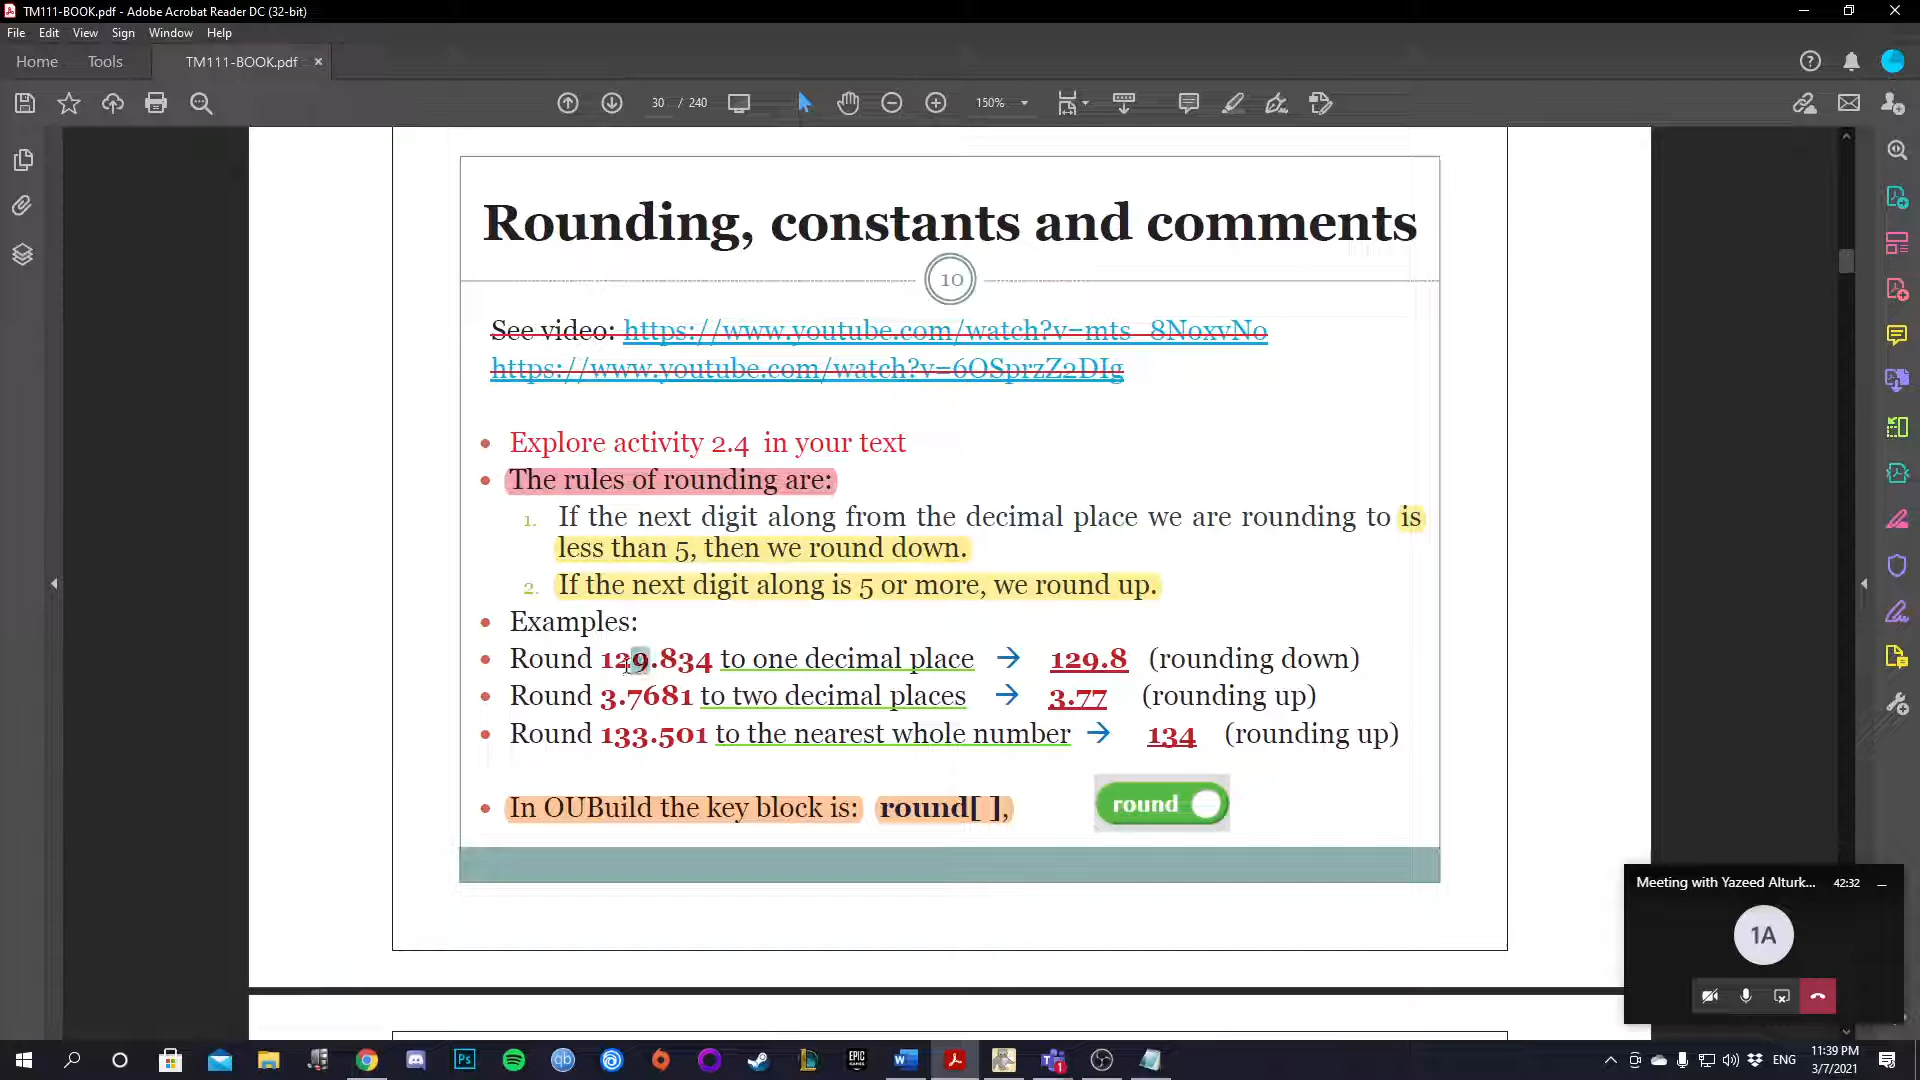 TM111-BOOK.pdf - Adobe Acrobat Reader DC (32-bit)
File Edit View Sign Window Help
Home Tools TM111-BOOK.pdf ×
30 / 240 150%
Rounding, constants and comments
10
See video: https://www.youtube.com/watch?v=mts_8NoxvNo
https://www.youtube.com/watch?v=6OSprzZ2DIg
• Explore activity 2.4 in your text
• The rules of rounding are:
1. If the next digit along from the decimal place we are rounding to is
less than 5, then we round down.
2. If the next digit along is 5 or more, we round up.
• Examples:
• Round 129.834 to one decimal place → 129.8 (rounding down)
• Round 3.7681 to two decimal places → 3.77 (rounding up)
• Round 133.501 to the nearest whole number → 134 (rounding up)
• In OUBuild the key block is: round[ ],
round
Meeting with Yazeed Alturk... 42:32
1A
Ps
qb
EPIC GAMES
ENG
11:39 PM
3/7/2021